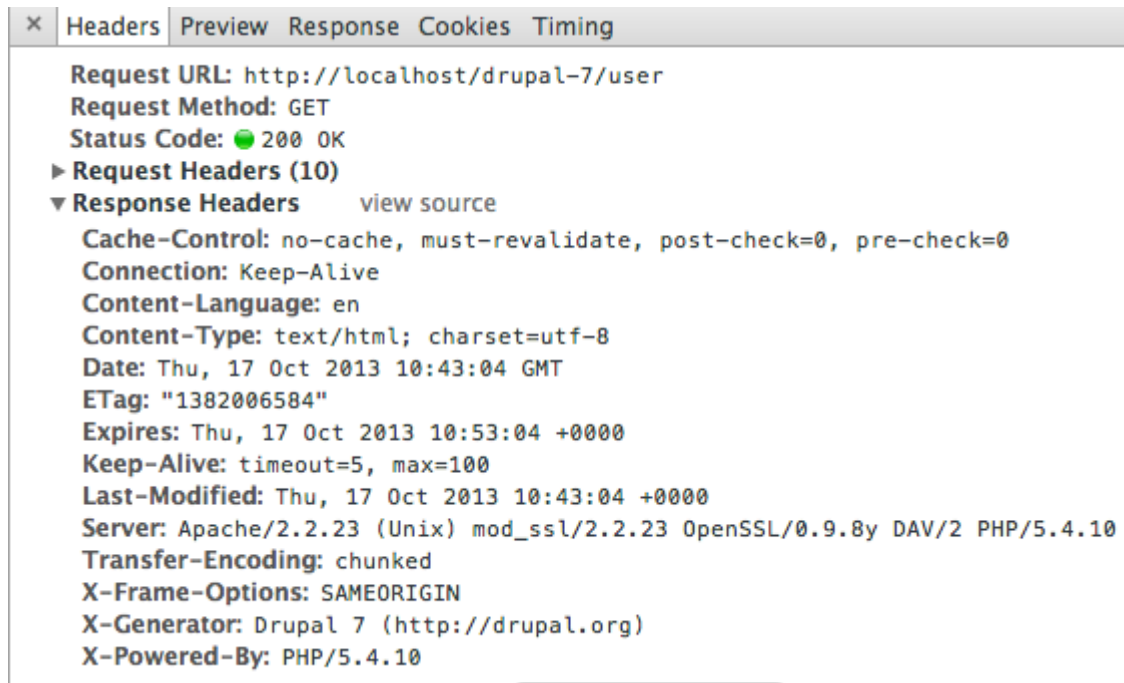 × Headers Preview Response Cookies Timing
Request URL: http://localhost/drupal-7/user
Request Method: GET
Status Code: 200 OK
Request Headers (10)
Response Headers view source
Cache-Control: no-cache, must-revalidate, post-check=0, pre-check=0
Connection: Keep-Alive
Content-Language: en
Content-Type: text/html; charset=utf-8
Date: Thu, 17 Oct 2013 10:43:04 GMT
ETag: "1382006584"
Expires: Thu, 17 Oct 2013 10:53:04 +0000
Keep-Alive: timeout=5, max=100
Last-Modified: Thu, 17 Oct 2013 10:43:04 +0000
Server: Apache/2.2.23 (Unix) mod_ssl/2.2.23 OpenSSL/0.9.8y DAV/2 PHP/5.4.10
Transfer-Encoding: chunked
X-Frame-Options: SAMEORIGIN
X-Generator: Drupal 7 (http://drupal.org)
X-Powered-By: PHP/5.4.10